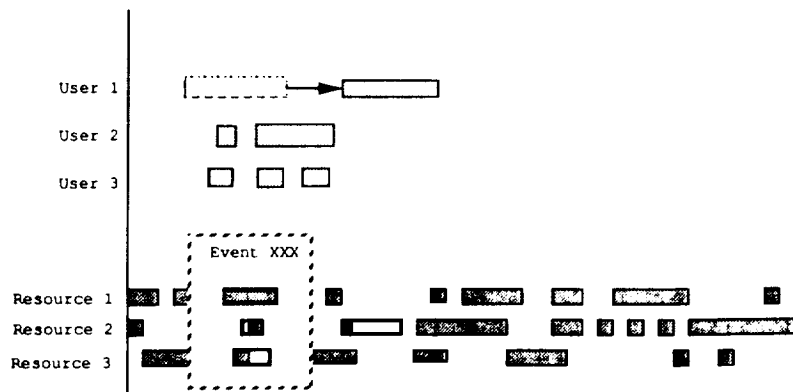 User 1
User 2
User 3
Event XXX
Resource 1
Resource 2
Resource 3